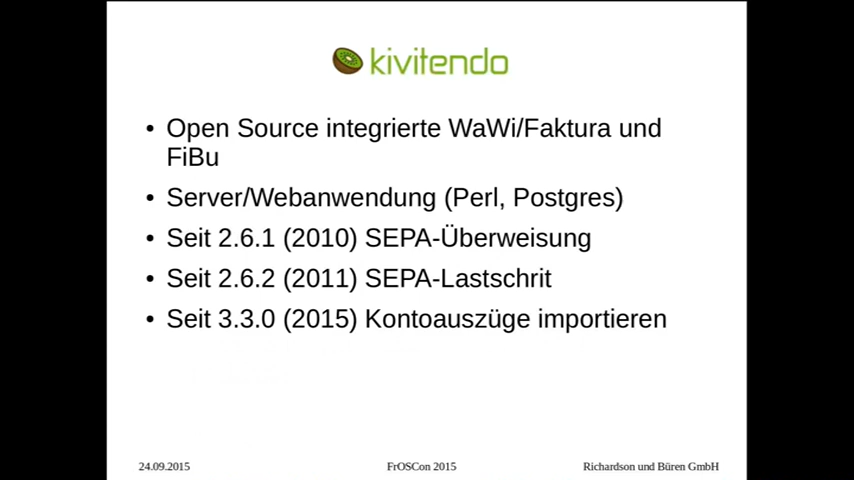 kivitendo
• Open Source integrierte WaWi/Faktura und
FiBu
• Server/Webanwendung (Perl, Postgres)
• Seit 2.6.1 (2010) SEPA-Überweisung
• Seit 2.6.2 (2011) SEPA-Lastschrit
• Seit 3.3.0 (2015) Kontoauszüge importieren
24.09.2015 FrOSCon 2015 Richardson und Büren GmbH